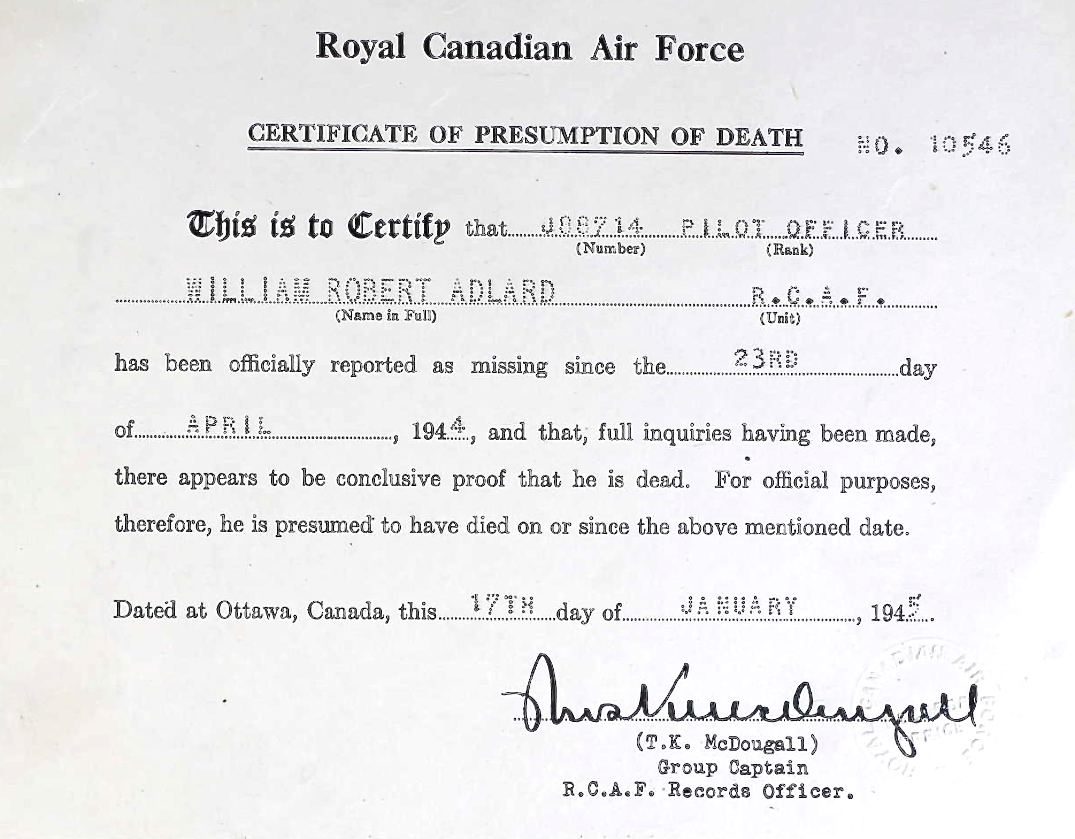 Royal Canadian Air Force
CERTIFICATE OF PRESUMPTION OF DEATH NO. 10546
This is to Certify that J88714 PILOT OFFICER
(Number) (Rank)
WILLIAM ROBERT ADLARD R.C.A.F.
(Name in Full) (Unit)
has been officially reported as missing since the 23RD day
of APRIL, 1944, and that, full inquiries having been made,
there appears to be conclusive proof that he is dead. For official purposes,
therefore, he is presumed to have died on or since the above mentioned date.
Dated at Ottawa, Canada, this 17TH day of JANUARY, 1945.
(T.K. McDougall)
Group Captain
R.C.A.F. Records Officer.